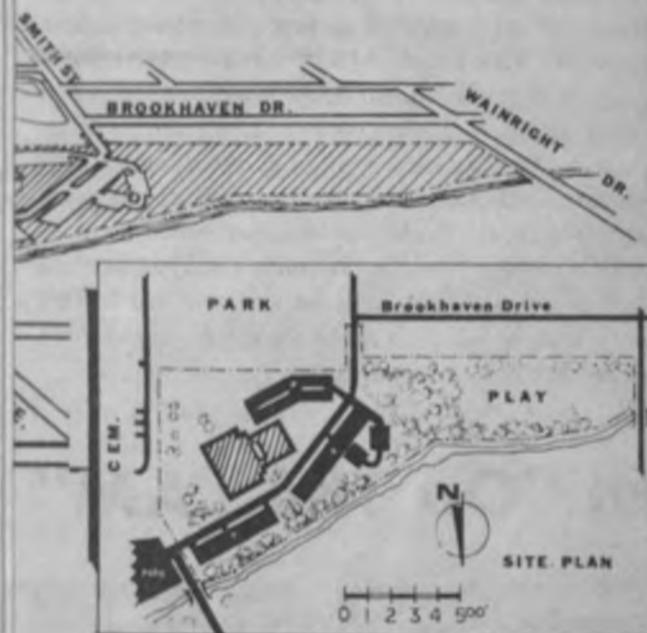 SMITH ST.
BROOKHAVEN DR.
WAINRIGHT
DR.
PARK
Brookhaven Drive
CEM.
PLAY
N
SITE PLAN
0 1 2 3 4 500'